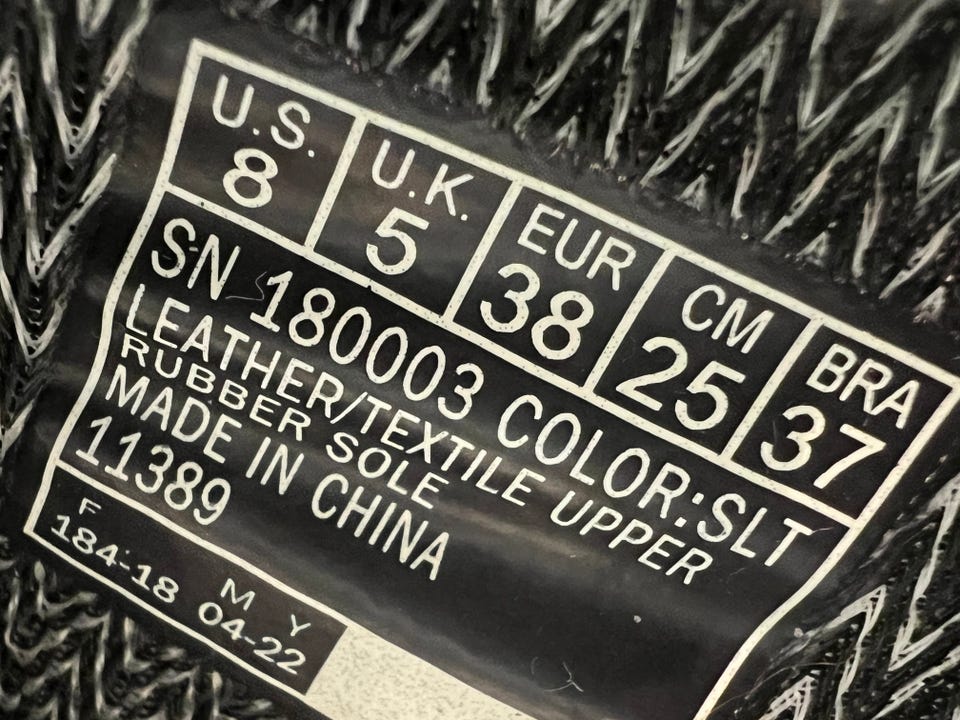 U.S. U.K. EUR CM BRA
8 5 38 25 37
SN 180003 COLOR:SLT
LEATHER/TEXTILE UPPER
RUBBER SOLE
MADE IN CHINA
11389
F M Y
184-18 04-22